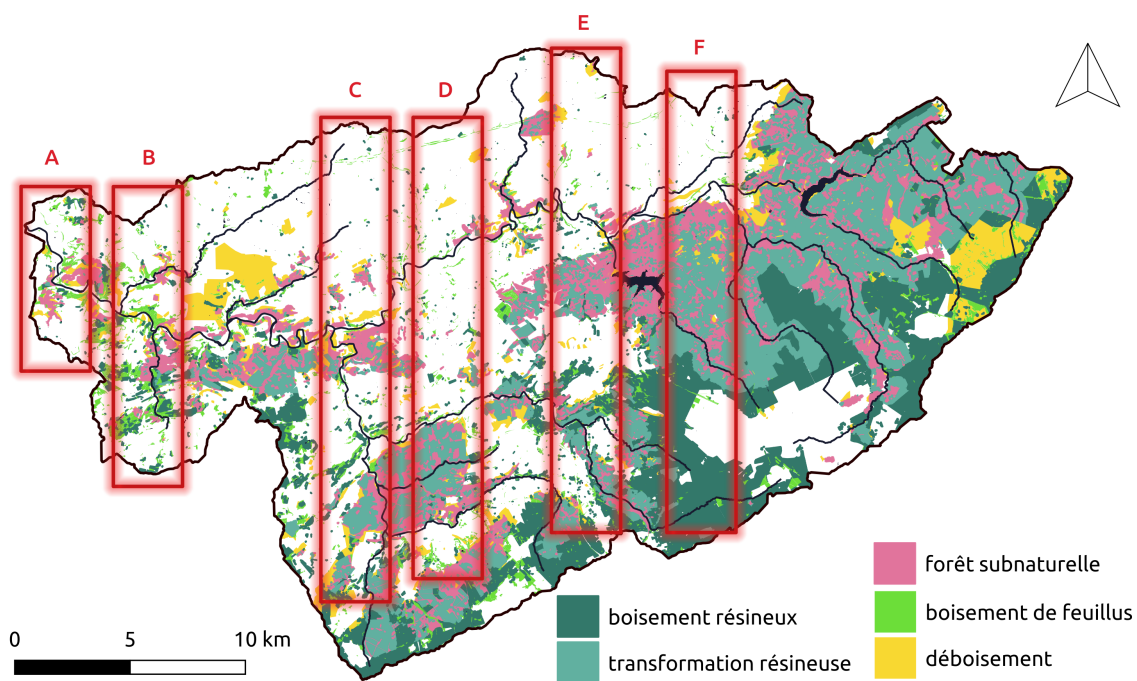 E
F
C
D
A
B
forêt subnaturelle
boisement résineux
boisement de feuillus
transformation résineuse
déboisement
0
5
10 km